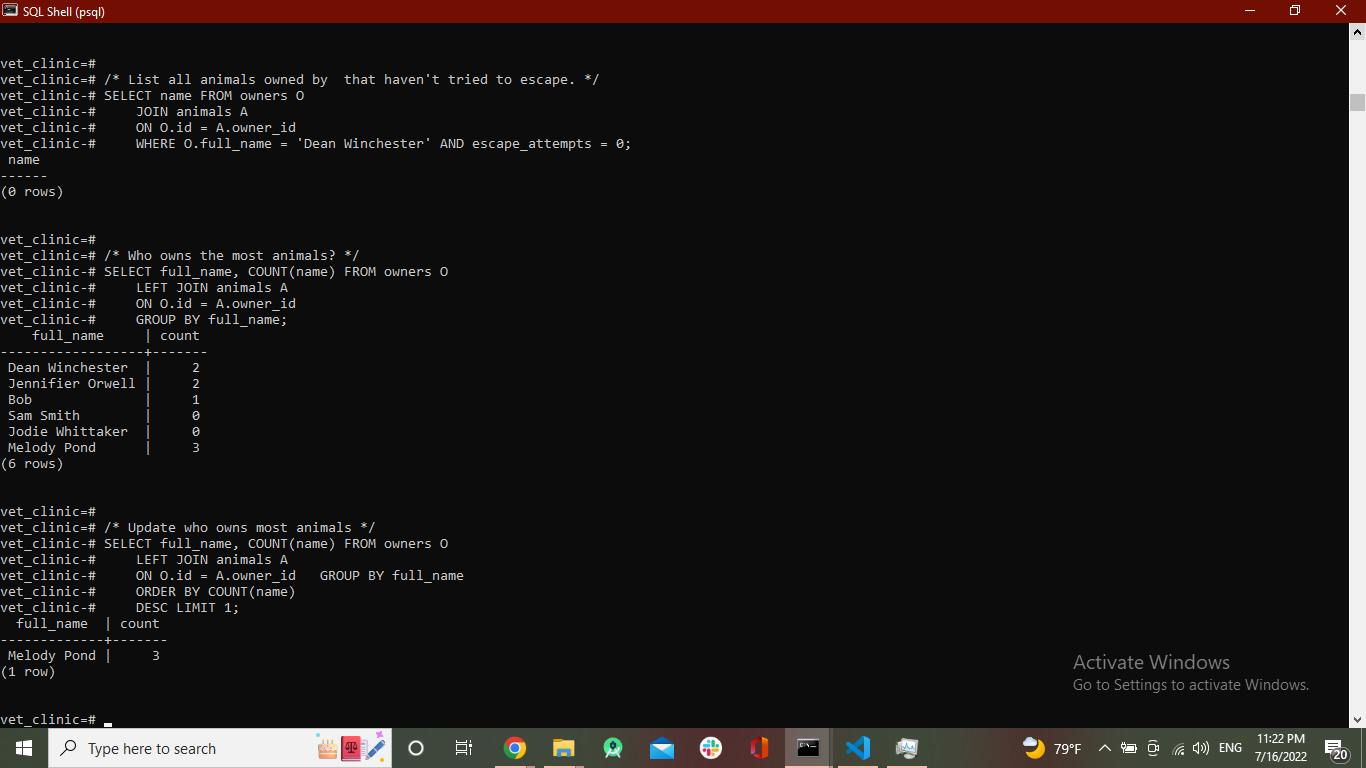 SQL Shell (psql)
vet_clinic=#
vet_clinic=# /* List all animals owned by  that haven't tried to escape. */
vet_clinic-# SELECT name FROM owners O
vet_clinic-#     JOIN animals A
vet_clinic-#     ON O.id = A.owner_id
vet_clinic-#     WHERE O.full_name = 'Dean Winchester' AND escape_attempts = 0;
 name
------
(0 rows)
vet_clinic=#
vet_clinic=# /* Who owns the most animals? */
vet_clinic-# SELECT full_name, COUNT(name) FROM owners O
vet_clinic-#     LEFT JOIN animals A
vet_clinic-#     ON O.id = A.owner_id
vet_clinic-#     GROUP BY full_name;
    full_name     | count
------------------+-------
 Dean Winchester  |     2
 Jennifier Orwell |     2
 Bob              |     1
 Sam Smith        |     0
 Jodie Whittaker  |     0
 Melody Pond      |     3
(6 rows)
vet_clinic=#
vet_clinic=# /* Update who owns most animals */
vet_clinic-# SELECT full_name, COUNT(name) FROM owners O
vet_clinic-#     LEFT JOIN animals A
vet_clinic-#     ON O.id = A.owner_id   GROUP BY full_name
vet_clinic-#     ORDER BY COUNT(name)
vet_clinic-#     DESC LIMIT 1;
  full_name  | count
-------------+-------
 Melody Pond |     3
(1 row)
vet_clinic=#
Activate Windows
Go to Settings to activate Windows.
Type here to search
79°F
ENG
11:22 PM
7/16/2022
20